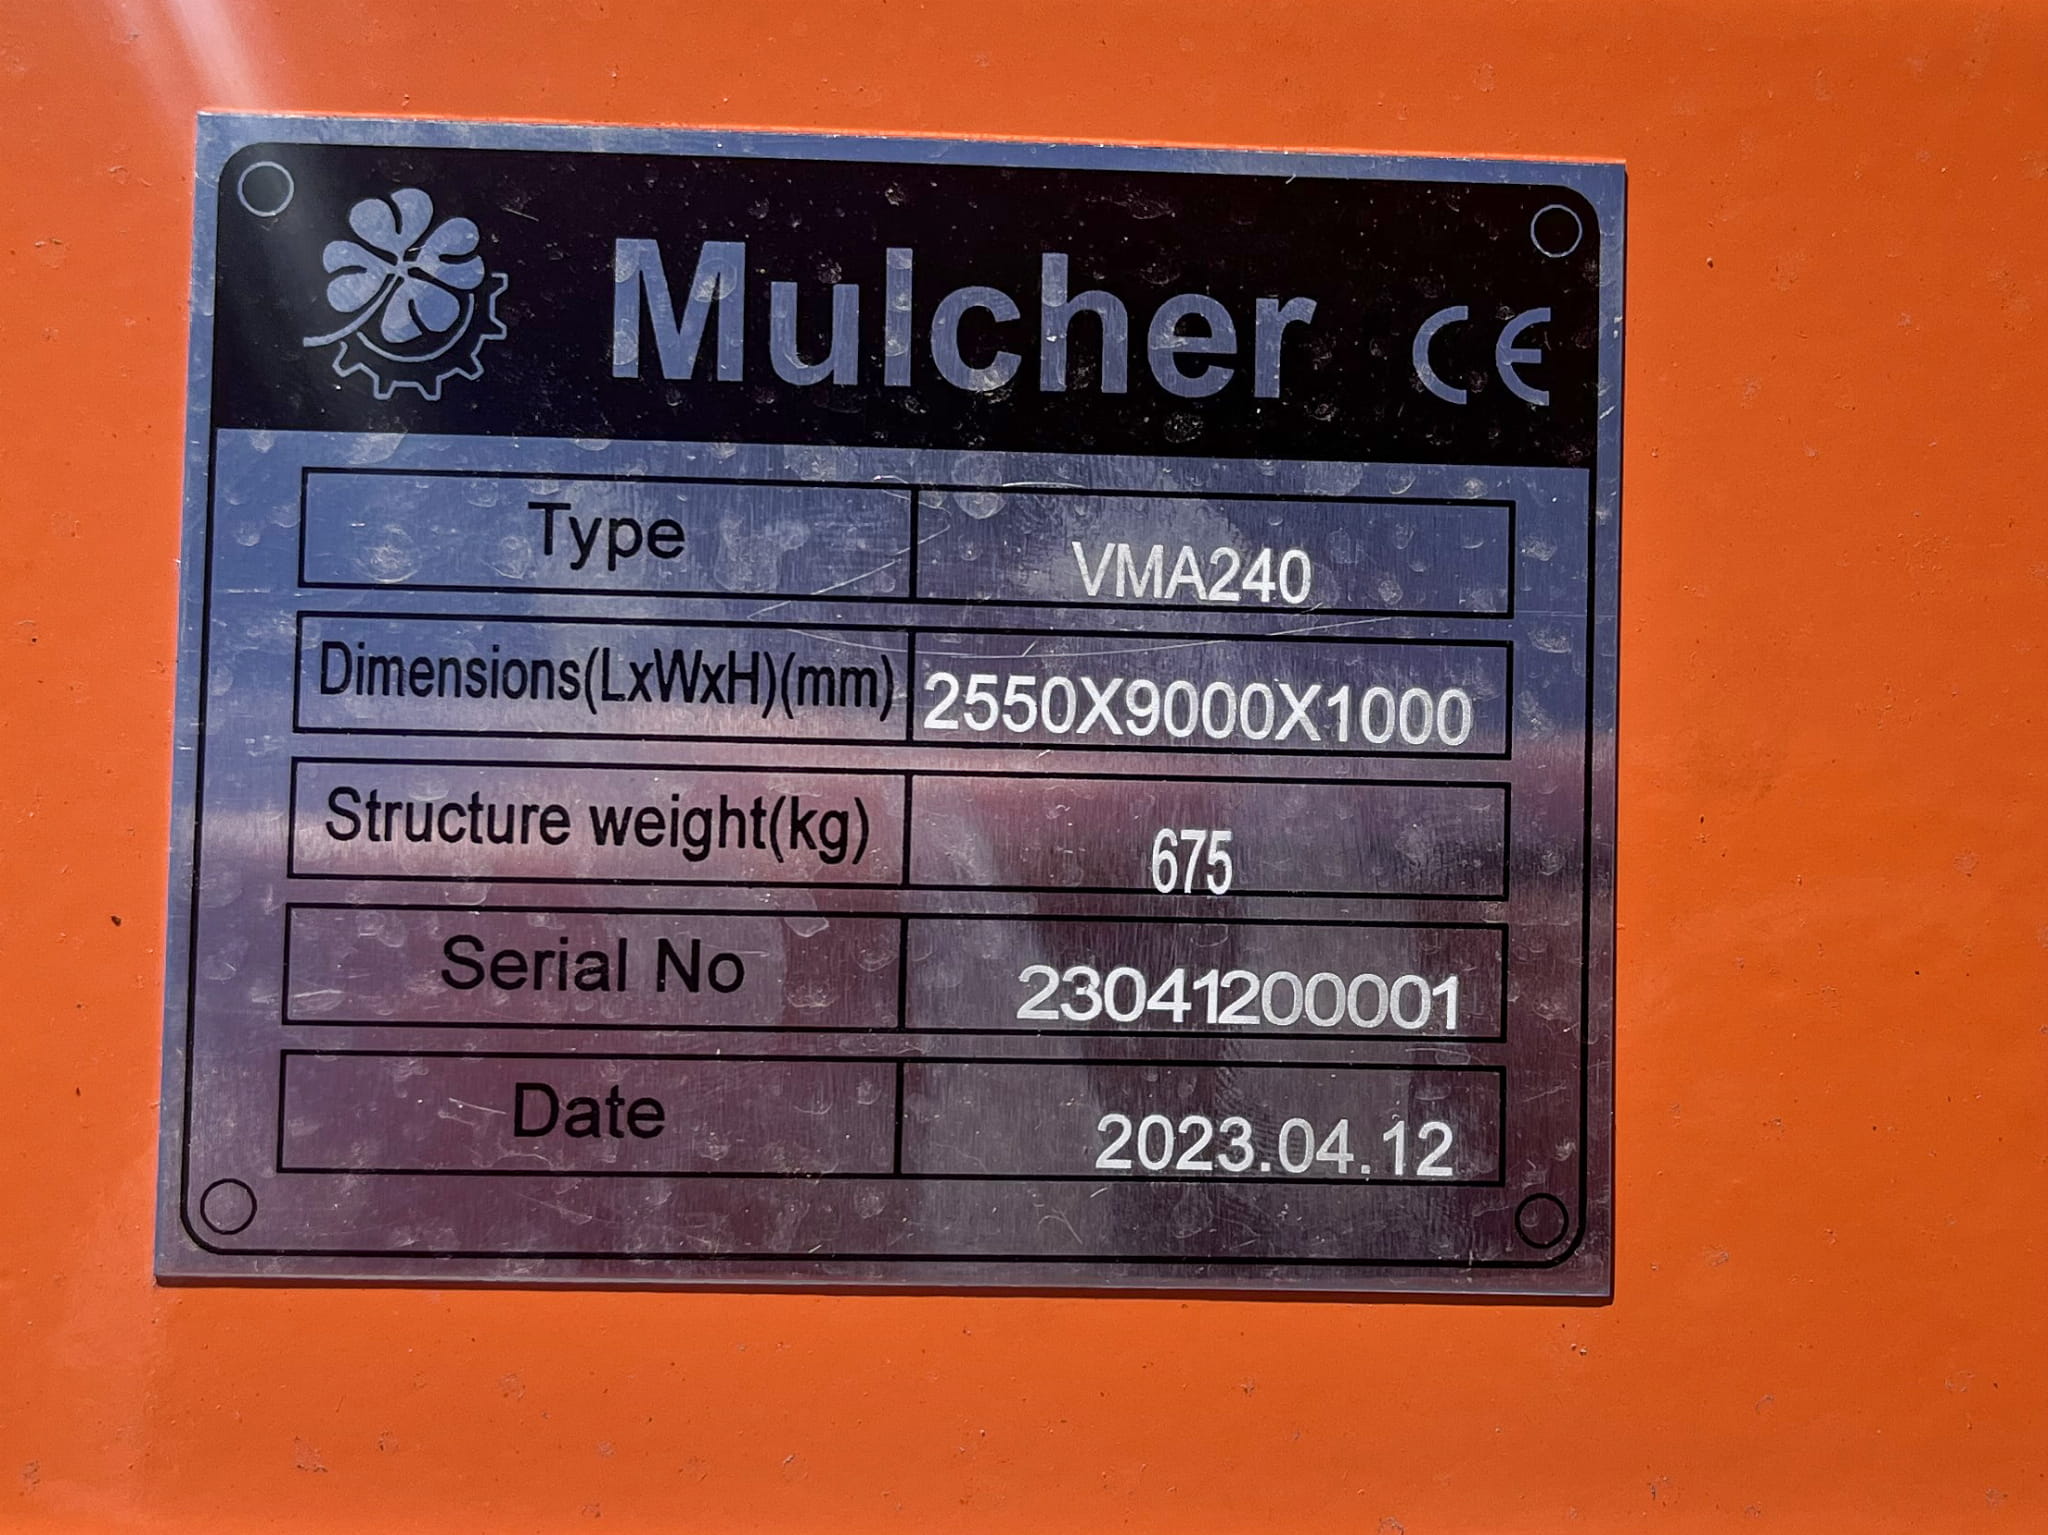 Mulcher CE
Type VMA240
Dimensions(LxWxH)(mm) 2550X9000X1000
Structure weight(kg) 675
Serial No 23041200001
Date 2023.04.12